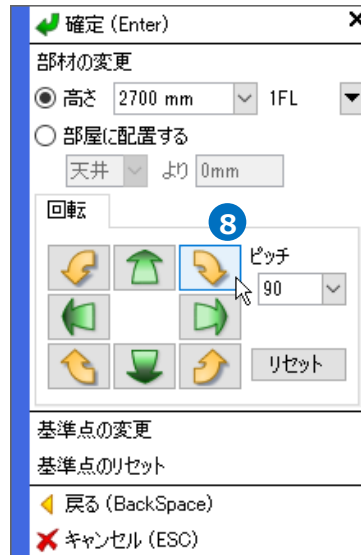 確定 (Enter)
部材の変更
高さ 2700 mm 1FL
部屋に配置する
天井 より 0mm
回転
8
ピッチ
90
リセット
基準点の変更
基準点のリセット
戻る (BackSpace)
キャンセル (ESC)